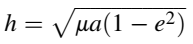 h = √μa(1 − e²)